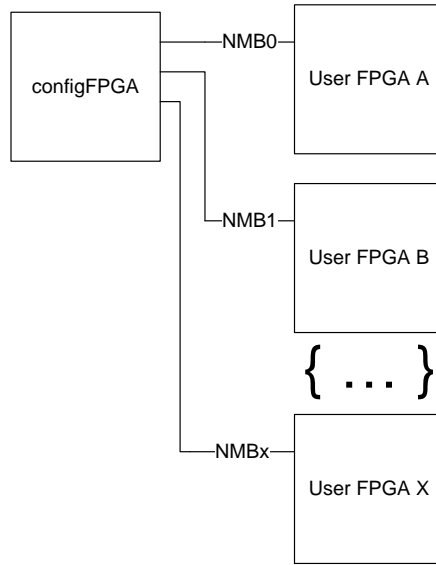 configFPGA
NMB0
User FPGA A
NMB1
User FPGA B
{ ... }
NMBx
User FPGA X